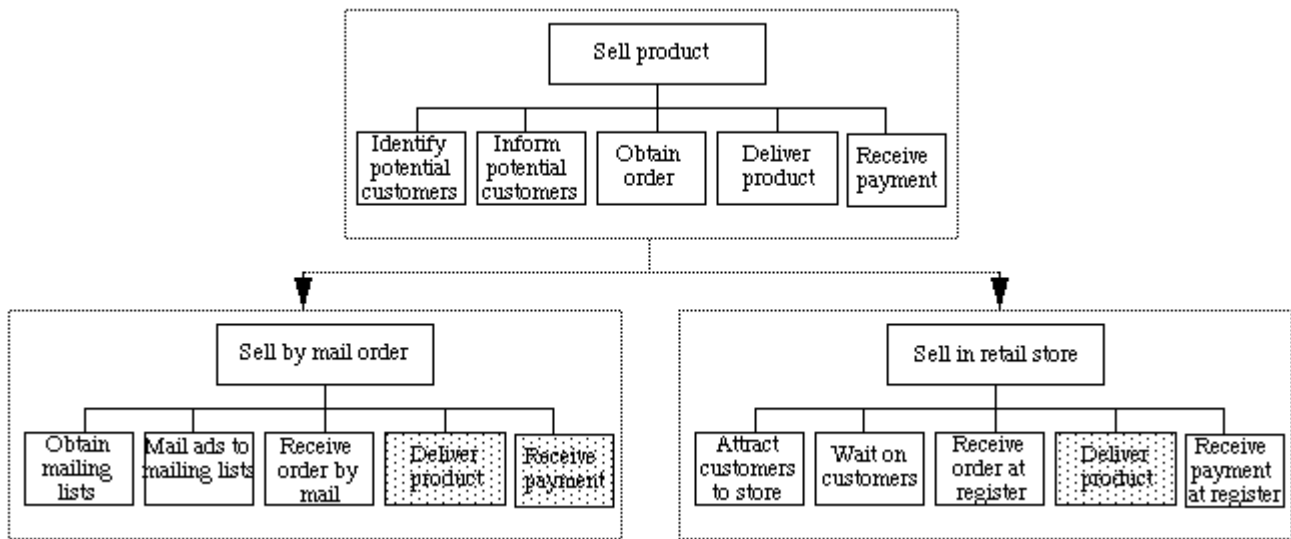 Sell product
Identify
potential
customers
Inform
potential
customers
Obtain
order
Deliver
product
Receive
payment
Sell by mail order
Obtain
mailing
lists
Mail ads to
mailing lists
Receive
order by
mail
Deliver
product
Receive
payment
Sell in retail store
Attract
customers
to store
Wait on
customers
Receive
order at
register
Deliver
product
Receive
payment
at register